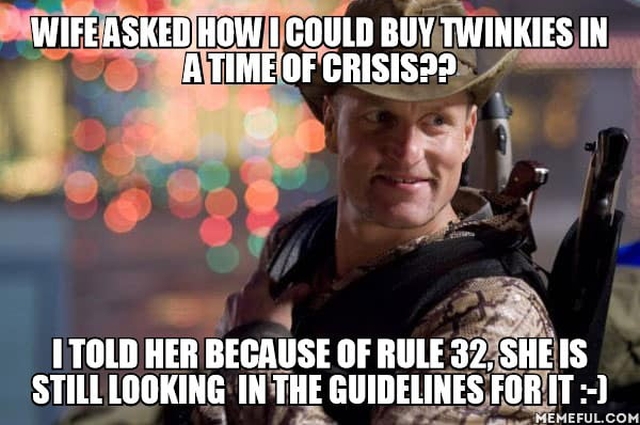 WIFE ASKED HOW I COULD BUY TWINKIES IN
A TIME OF CRISIS??
I TOLD HER BECAUSE OF RULE 32, SHE IS
STILL LOOKING IN THE GUIDELINES FOR IT :-)
MEMEFUL.COM